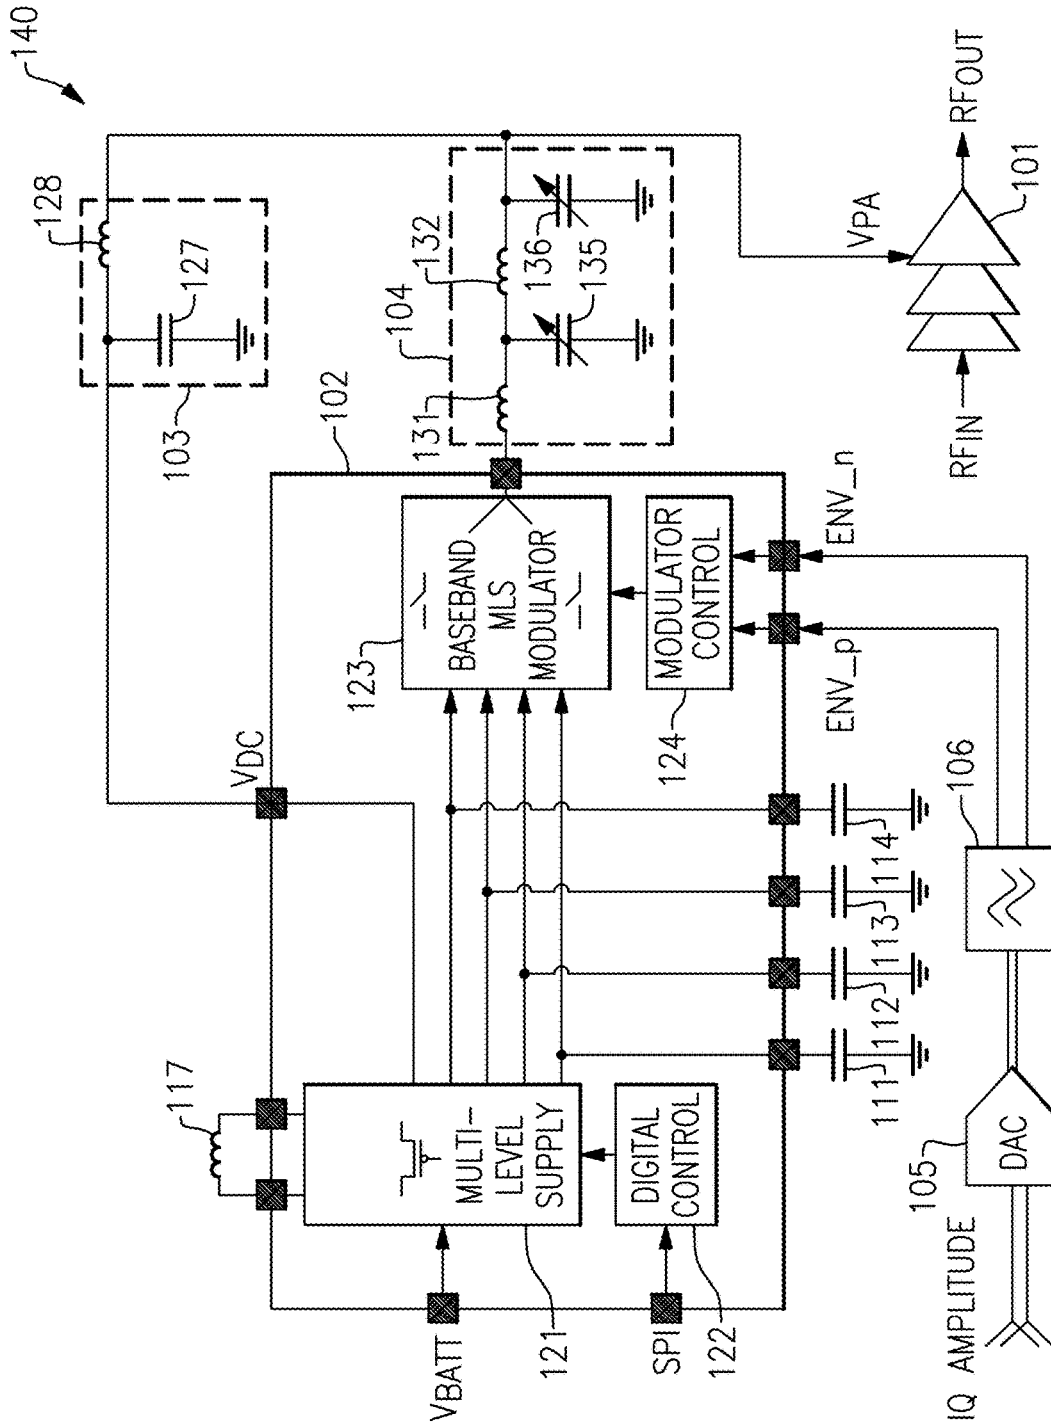 140
128
127
103
VDC
117
102
104
131
132
136
135
123
BASEBAND
MLS
MODULATOR
MULTI-
LEVEL
SUPPLY
121
VBATT
DIGITAL
CONTROL
122
SPI
MODULATOR
CONTROL
124
ENV_p
ENV_n
111
112
113
114
VPA
RFIN
RFOUT
101
IQ AMPLITUDE
105
DAC
106